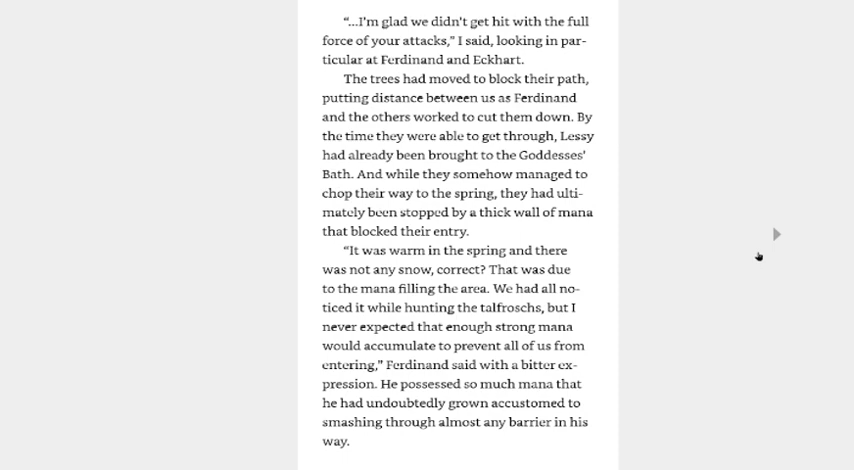 “...I'm glad we didn't get hit with the full
force of your attacks,” I said, looking in par-
ticular at Ferdinand and Eckhart.
The trees had moved to block their path,
putting distance between us as Ferdinand
and the others worked to cut them down. By
the time they were able to get through, Lessy
had already been brought to the Goddesses'
Bath. And while they somehow managed to
chop their way to the spring, they had ulti-
mately been stopped by a thick wall of mana
that blocked their entry.
“It was warm in the spring and there
was not any snow, correct? That was due
to the mana filling the area. We had all no-
ticed it while hunting the talfroschs, but I
never expected that enough strong mana
would accumulate to prevent all of us from
entering,” Ferdinand said with a bitter ex-
pression. He possessed so much mana that
he had undoubtedly grown accustomed to
smashing through almost any barrier in his
way.